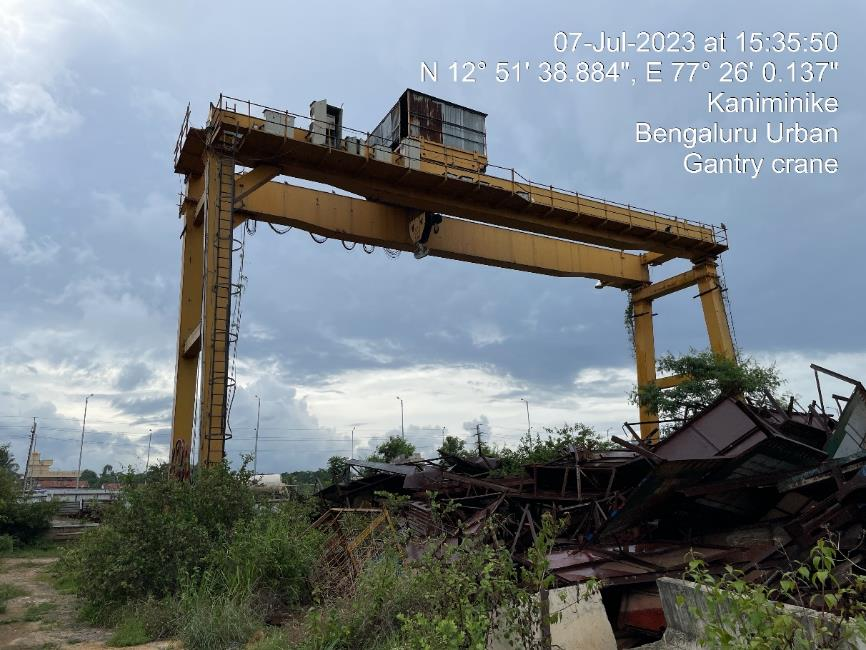 07-Jul-2023 at 15:35:50
N 12° 51' 38.884", E 77° 26' 0.137"
Kaniminike
Bengaluru Urban
Gantry crane